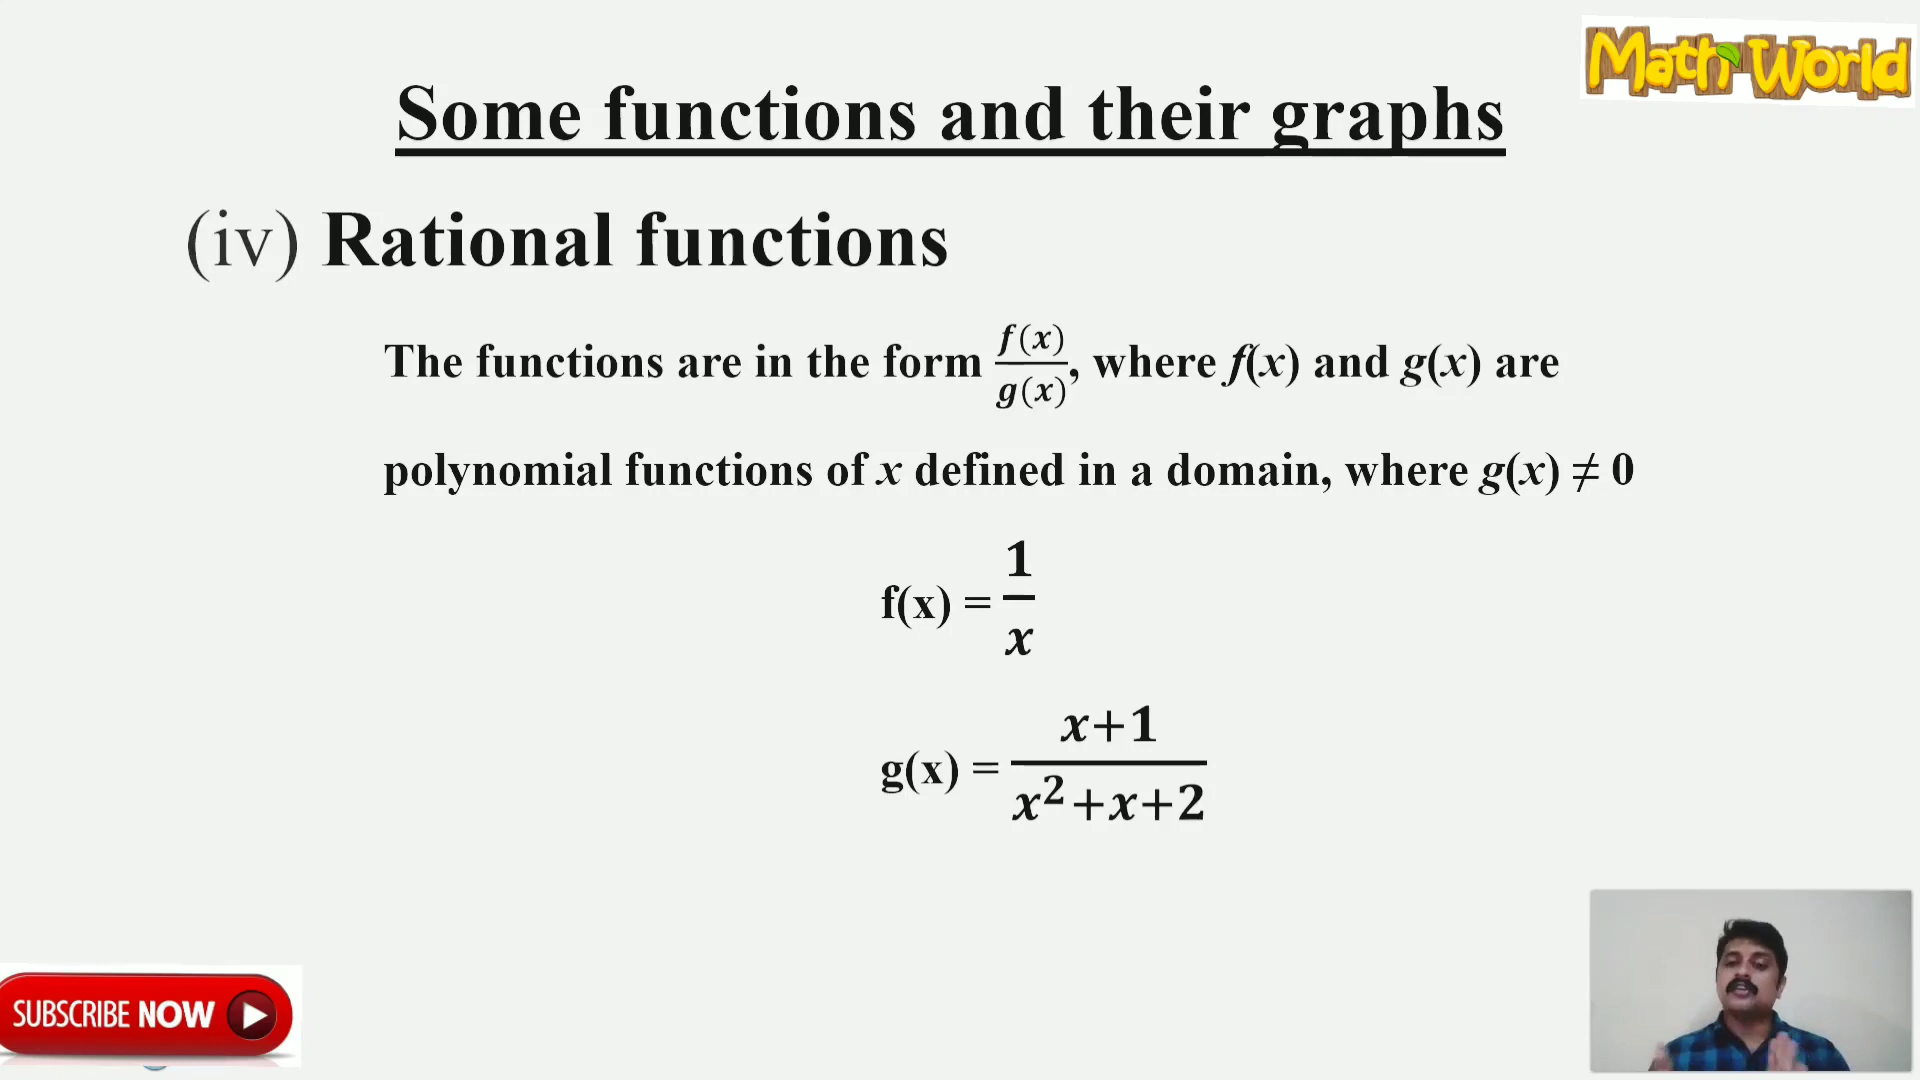 Math World
Some functions and their graphs
(iv) Rational functions
The functions are in the form f(x)/g(x), where f(x) and g(x) are
polynomial functions of x defined in a domain, where g(x) ≠ 0
f(x) = 1/x
g(x) = x+1/x²+x+2
SUBSCRIBE NOW